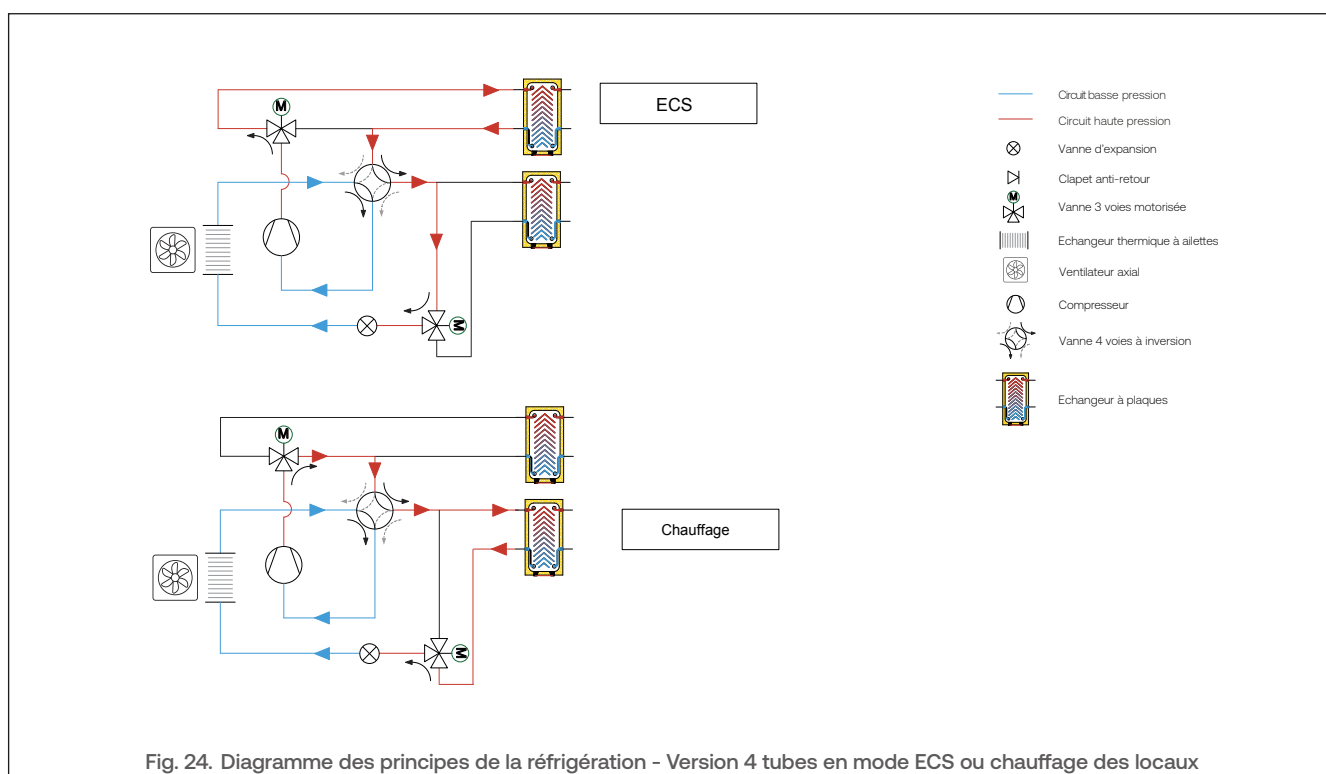 M
ECS
M
M
Chauffage
M
Circuit basse pression
Circuit haute pression
Vanne d'expansion
Clapet anti-retour
M
Vanne 3 voies motorisée
Echangeur thermique à ailettes
Ventilateur axial
Compresseur
Vanne 4 voies à inversion
Echangeur à plaques
Fig. 24. Diagramme des principes de la réfrigération - Version 4 tubes en mode ECS ou chauffage des locaux